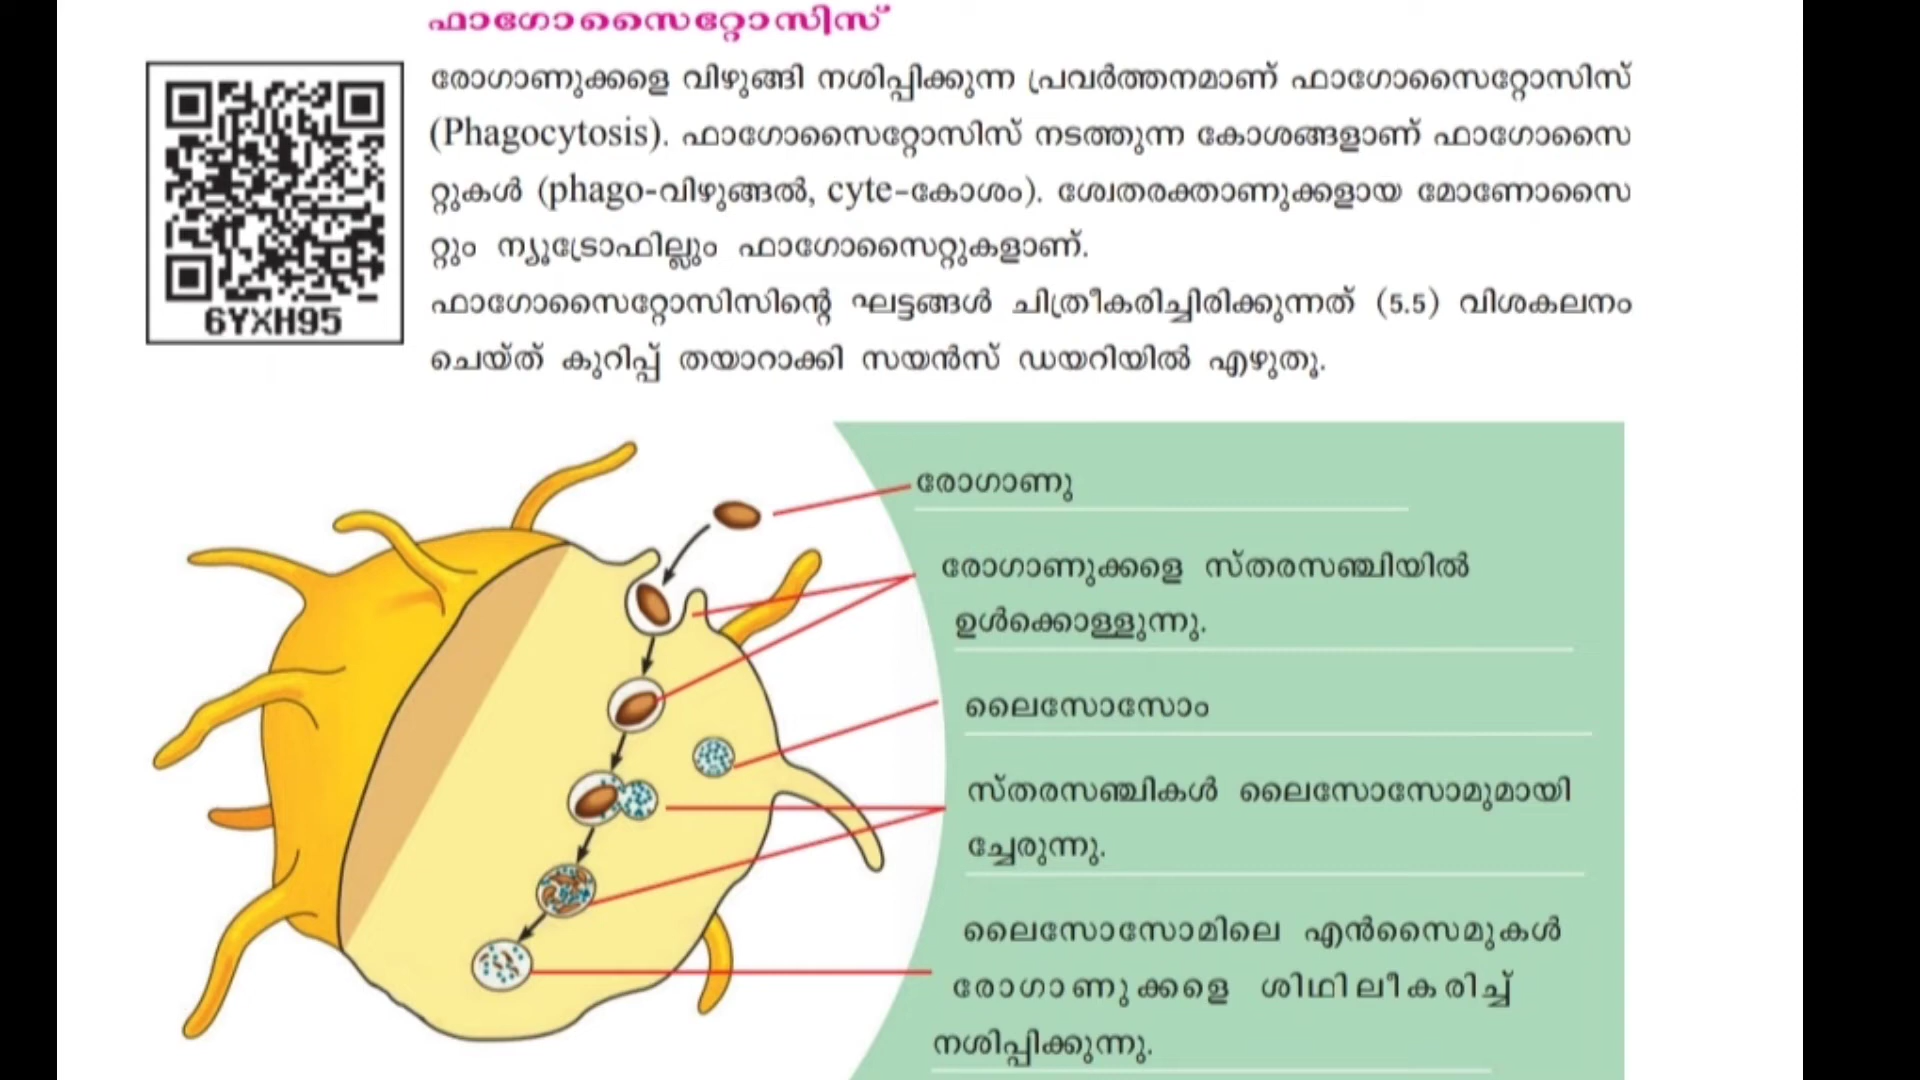 ഫാഗോസൈറ്റോസിസ്
രോഗാണുക്കളെ വിഴുങ്ങി നശിപ്പിക്കുന്ന പ്രവർത്തനമാണ് ഫാഗോസൈറ്റോസിസ്
(Phagocytosis). ഫാഗോസൈറ്റോസിസ് നടത്തുന്ന കോശങ്ങളാണ് ഫാഗോസൈ
റ്റുകൾ (phago-വിഴുങ്ങൽ, cyte-കോശം). ശ്വേതരക്താണുക്കളായ മോണോസൈ
റ്റും ന്യൂട്രോഫില്ലും ഫാഗോസൈറ്റുകളാണ്.
ഫാഗോസൈറ്റോസിസിന്റെ ഘട്ടങ്ങൾ ചിത്രീകരിച്ചിരിക്കുന്നത് (5.5) വിശകലനം
ചെയ്ത് കുറിപ്പ് തയാറാക്കി സയൻസ് ഡയറിയിൽ എഴുതൂ.
6YXH95
രോഗാണു
രോഗാണുക്കളെ സ്തരസഞ്ചിയിൽ
ഉൾക്കൊള്ളുന്നു.
ലൈസോസോം
സ്തരസഞ്ചികൾ ലൈസോസോമുമായി
ച്ചേരുന്നു.
ലൈസോസോമിലെ എൻസൈമുകൾ
രോഗാണുക്കളെ ശിഥിലീകരിച്ച്
നശിപ്പിക്കുന്നു.